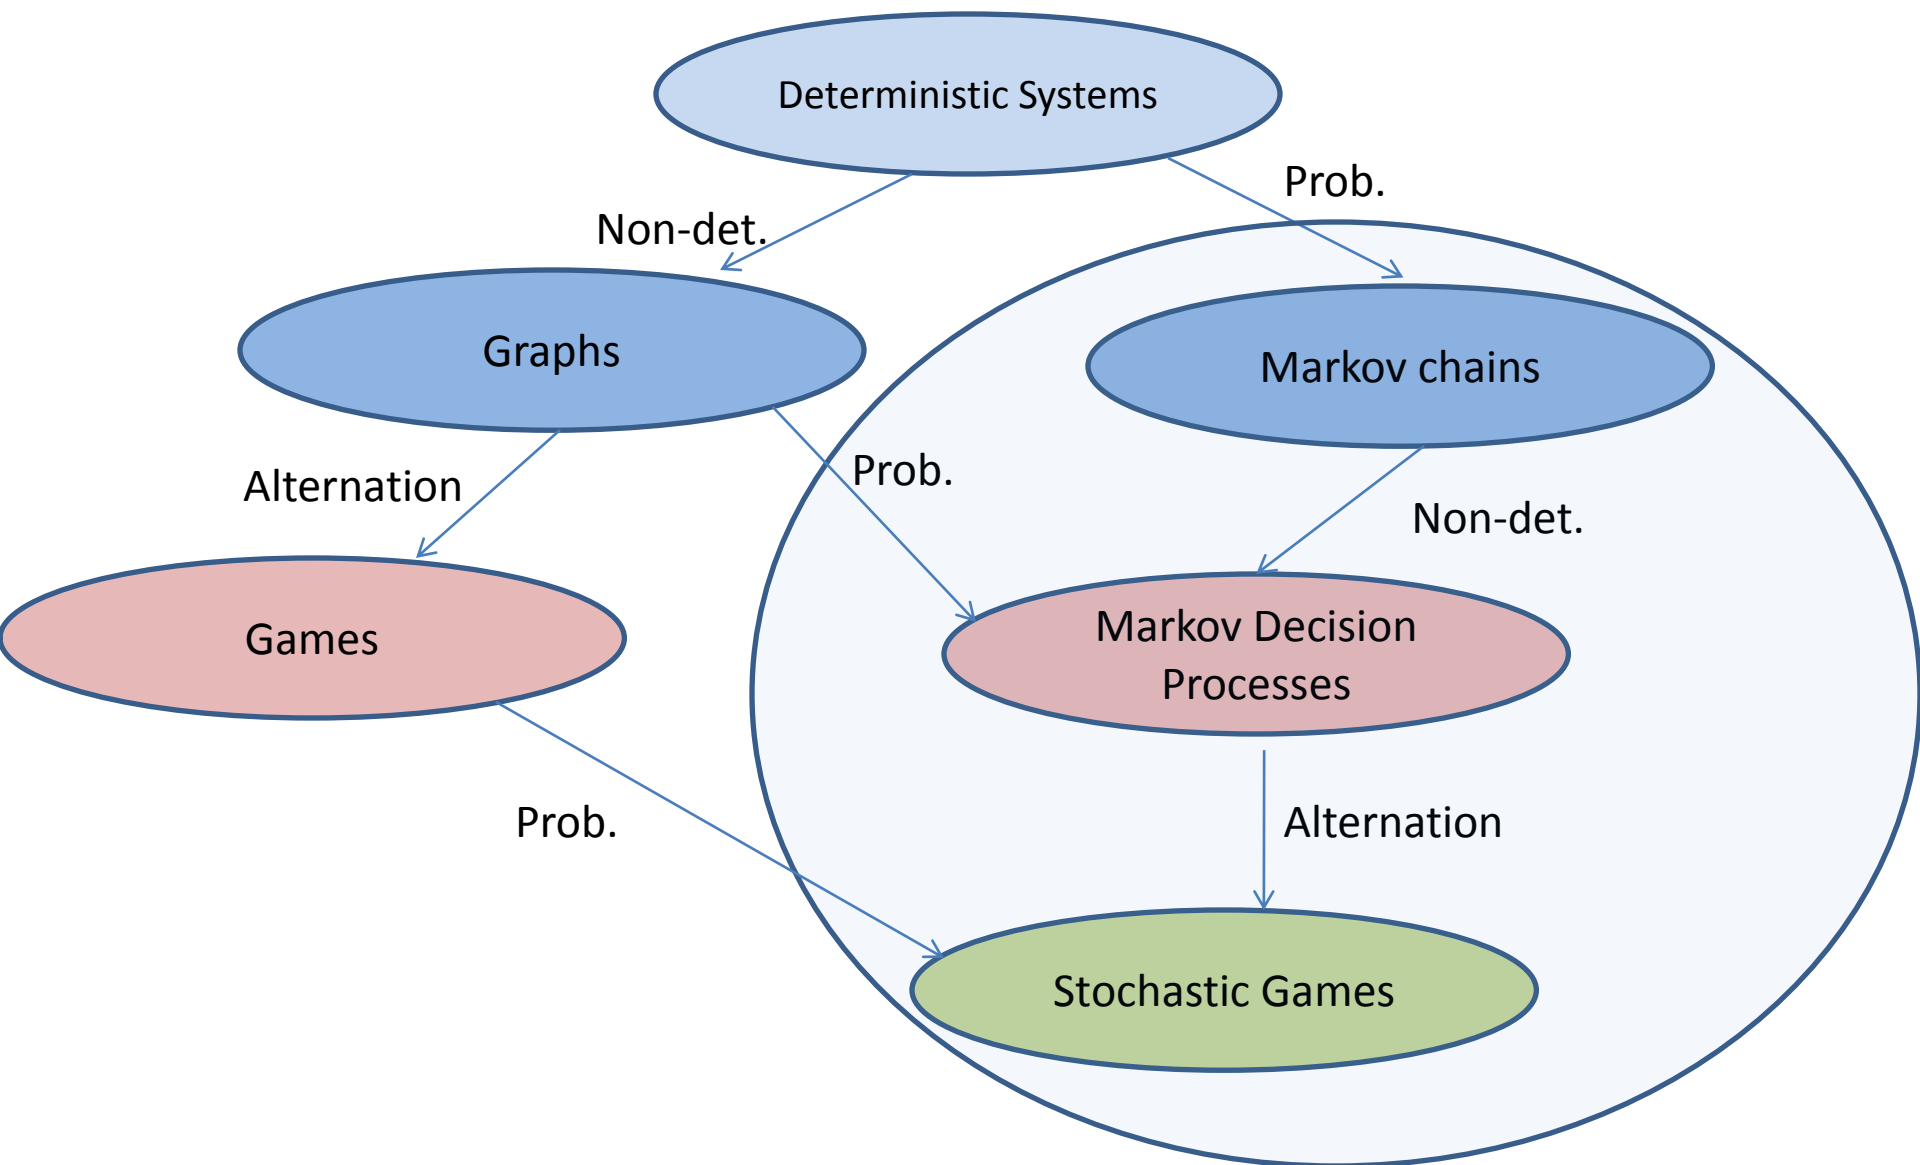 Deterministic Systems
Prob.
Non-det.
Graphs
Markov chains
Alternation
Prob.
Non-det.
Games
Markov Decision
Processes
Prob.
Alternation
Stochastic Games